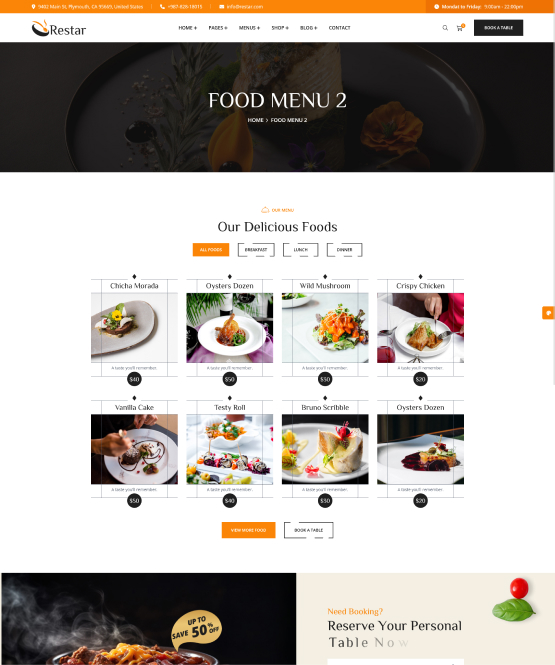 9402 Main St, Plymouth, CA 95669, United States
+987-626-10015
info@restar.com
Monday to Friday: 9:00am - 22:00pm
Restar
HOME + PAGES + MENUS + SHOP + BLOG + CONTACT
BOOK A TABLE
FOOD MENU 2
HOME > FOOD MENU 2
OUR MENU
Our Delicious Foods
ALL FOODS BREAKFAST LUNCH DINNER
Chicha Morada Oysters Dozen Wild Mushroom Crispy Chicken
A taste you'll remember. A taste you'll remember. A taste you'll remember. A taste you'll remember.
$40 $50 $30 $20
Vanilla Cake Testy Roll Bruno Scribble Oysters Dozen
A taste you'll remember. A taste you'll remember. A taste you'll remember. A taste you'll remember.
$50 $40 $30 $20
VIEW MORE FOOD BOOK A TABLE
UP TO
SAVE 50% OFF
Need Booking?
Reserve Your Personal
Table Now